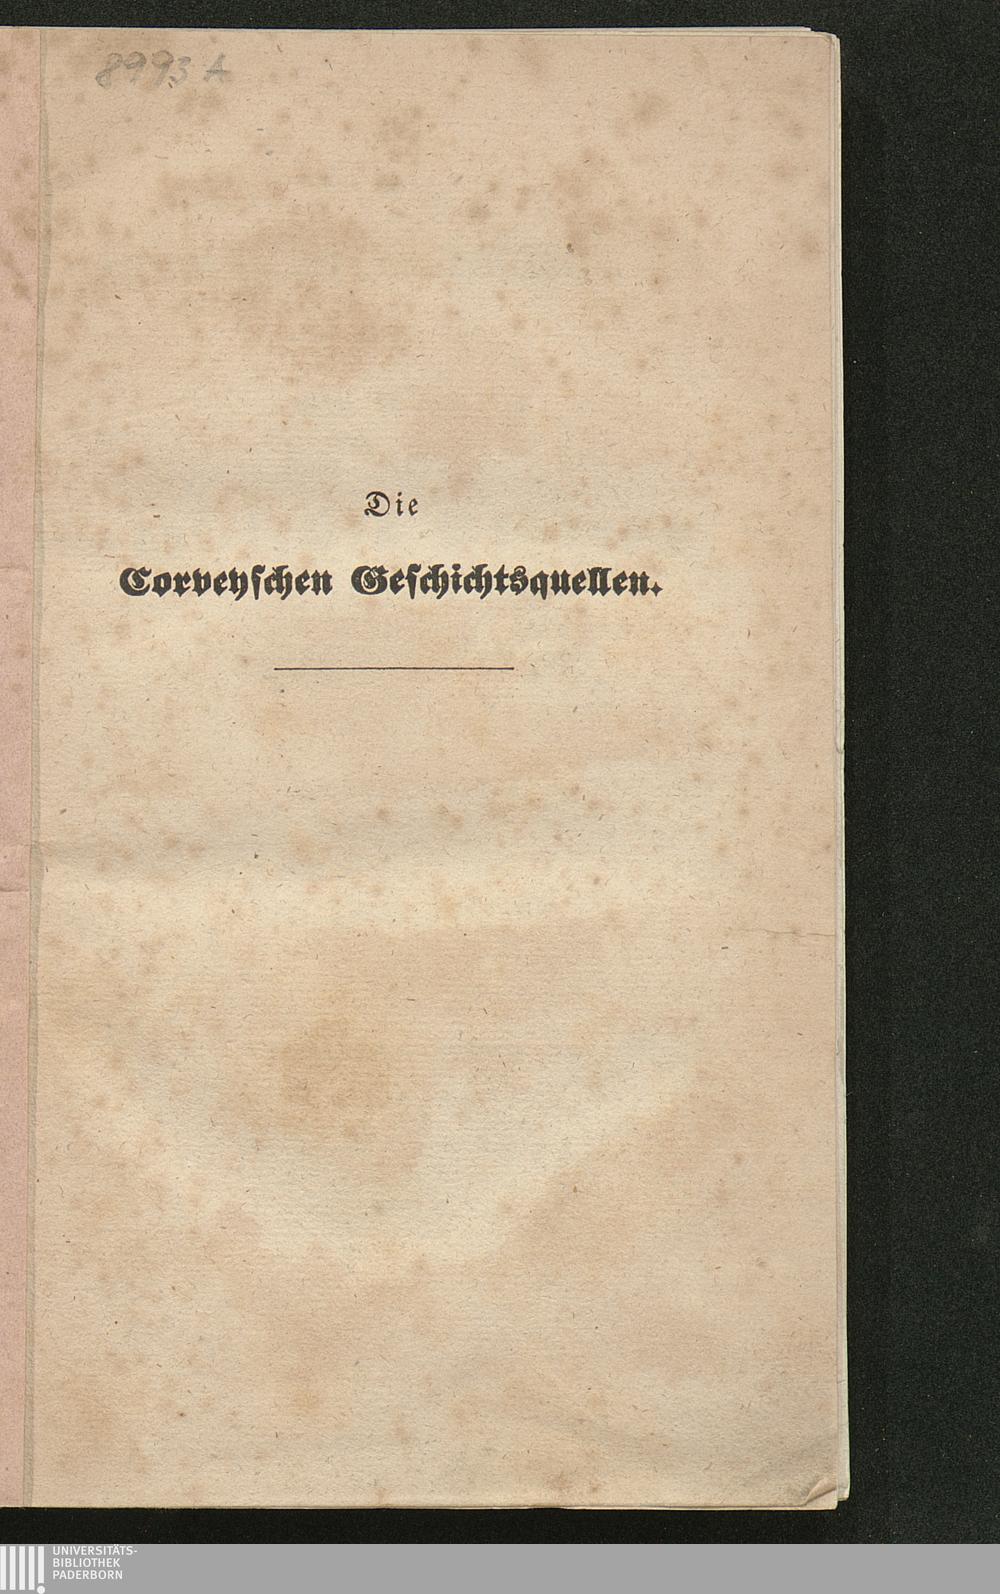 8993 A
Die
Corveyschen Geschichtsquellen.
UNIVERSITÄTS-
BIBLIOTHEK
PADERBORN